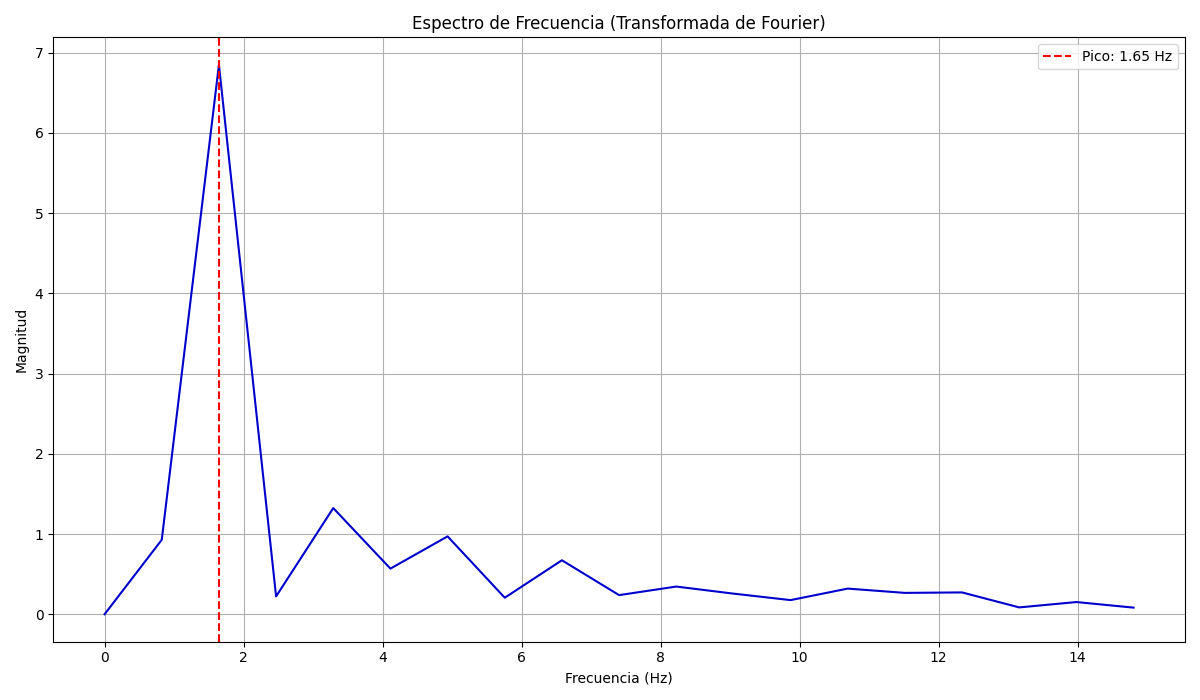 Espectro de Frecuencia (Transformada de Fourier)
Pico: 1.65 Hz
7
6
5
4
3
2
1
0
Magnitud
0 2 4 6 8 10 12 14
Frecuencia (Hz)